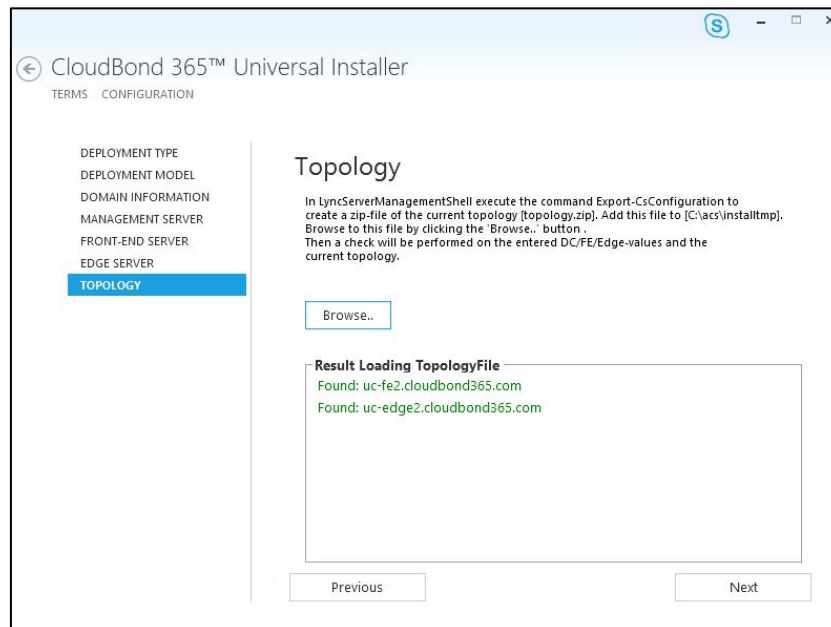 S
CloudBond 365™ Universal Installer
TERMS CONFIGURATION
DEPLOYMENT TYPE
DEPLOYMENT MODEL
DOMAIN INFORMATION
MANAGEMENT SERVER
FRONT-END SERVER
EDGE SERVER
TOPOLOGY
Topology
In LyncServerManagementShell execute the command Export-CsConfiguration to
create a zip-file of the current topology [topology.zip]. Add this file to [C:\acs\installtmp].
Browse to this file by clicking the 'Browse..' button .
Then a check will be performed on the entered DC/FE/Edge-values and the
current topology.
Browse..
Result Loading TopologyFile
Found: uc-fe2.cloudbond365.com
Found: uc-edge2.cloudbond365.com
Previous
Next